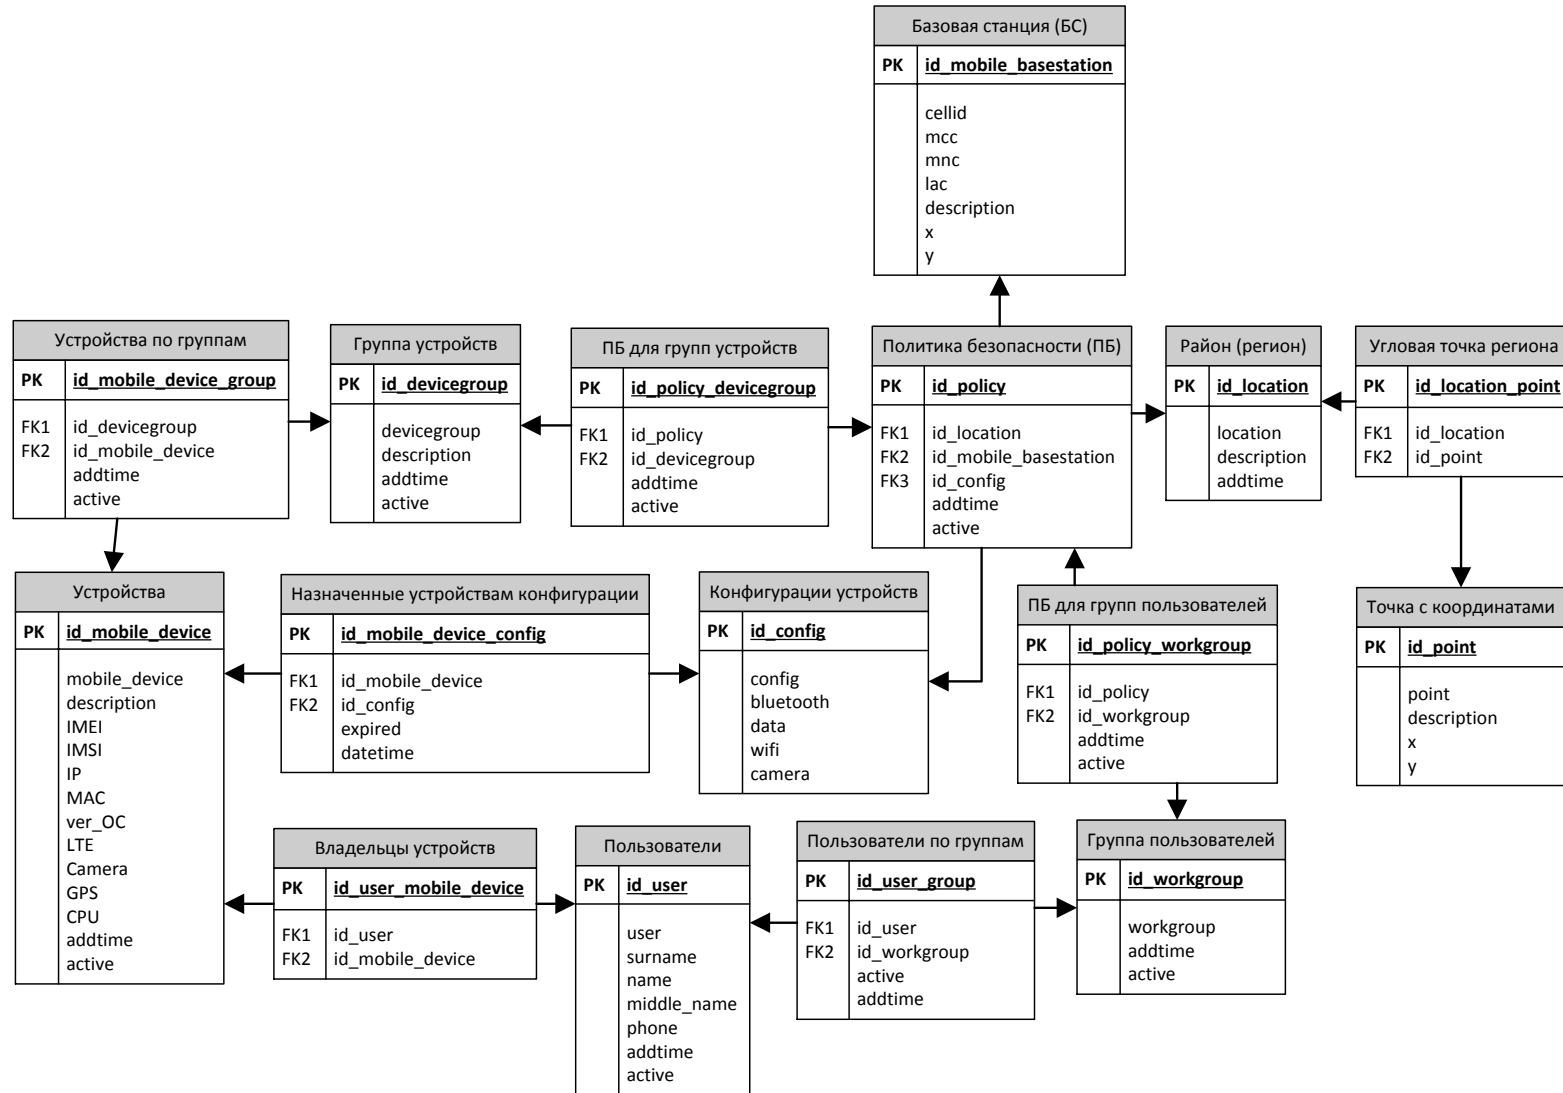 Базовая станция (БС)
PK id_mobile_basestation
cellid
mcc
mnc
lac
description
x
y
Устройства по группам
PK id_mobile_device_group
FK1 id_devicegroup
FK2 id_mobile_device
addtime
active
Группа устройств
PK id_devicegroup
devicegroup
description
addtime
active
ПБ для групп устройств
PK id_policy_devicegroup
FK1 id_policy
FK2 id_devicegroup
addtime
active
Политика безопасности (ПБ)
PK id_policy
FK1 id_location
FK2 id_mobile_basestation
FK3 id_config
addtime
active
Район (регион)
PK id_location
location
description
addtime
Угловая точка региона
PK id_location_point
FK1 id_location
FK2 id_point
Устройства
PK id_mobile_device
mobile_device
description
IMEI
IMSI
IP
MAC
ver_OC
LTE
Camera
GPS
CPU
addtime
active
Назначенные устройствам конфигурации
PK id_mobile_device_config
FK1 id_mobile_device
FK2 id_config
expired
datetime
Конфигурации устройств
PK id_config
config
bluetooth
data
wifi
camera
ПБ для групп пользователей
PK id_policy_workgroup
FK1 id_policy
FK2 id_workgroup
addtime
active
Точка с координатами
PK id_point
point
description
x
y
Владельцы устройств
PK id_user_mobile_device
FK1 id_user
FK2 id_mobile_device
Пользователи
PK id_user
user
surname
name
middle_name
phone
addtime
active
Пользователи по группам
PK id_user_group
FK1 id_user
FK2 id_workgroup
active
addtime
Группа пользователей
PK id_workgroup
workgroup
addtime
active